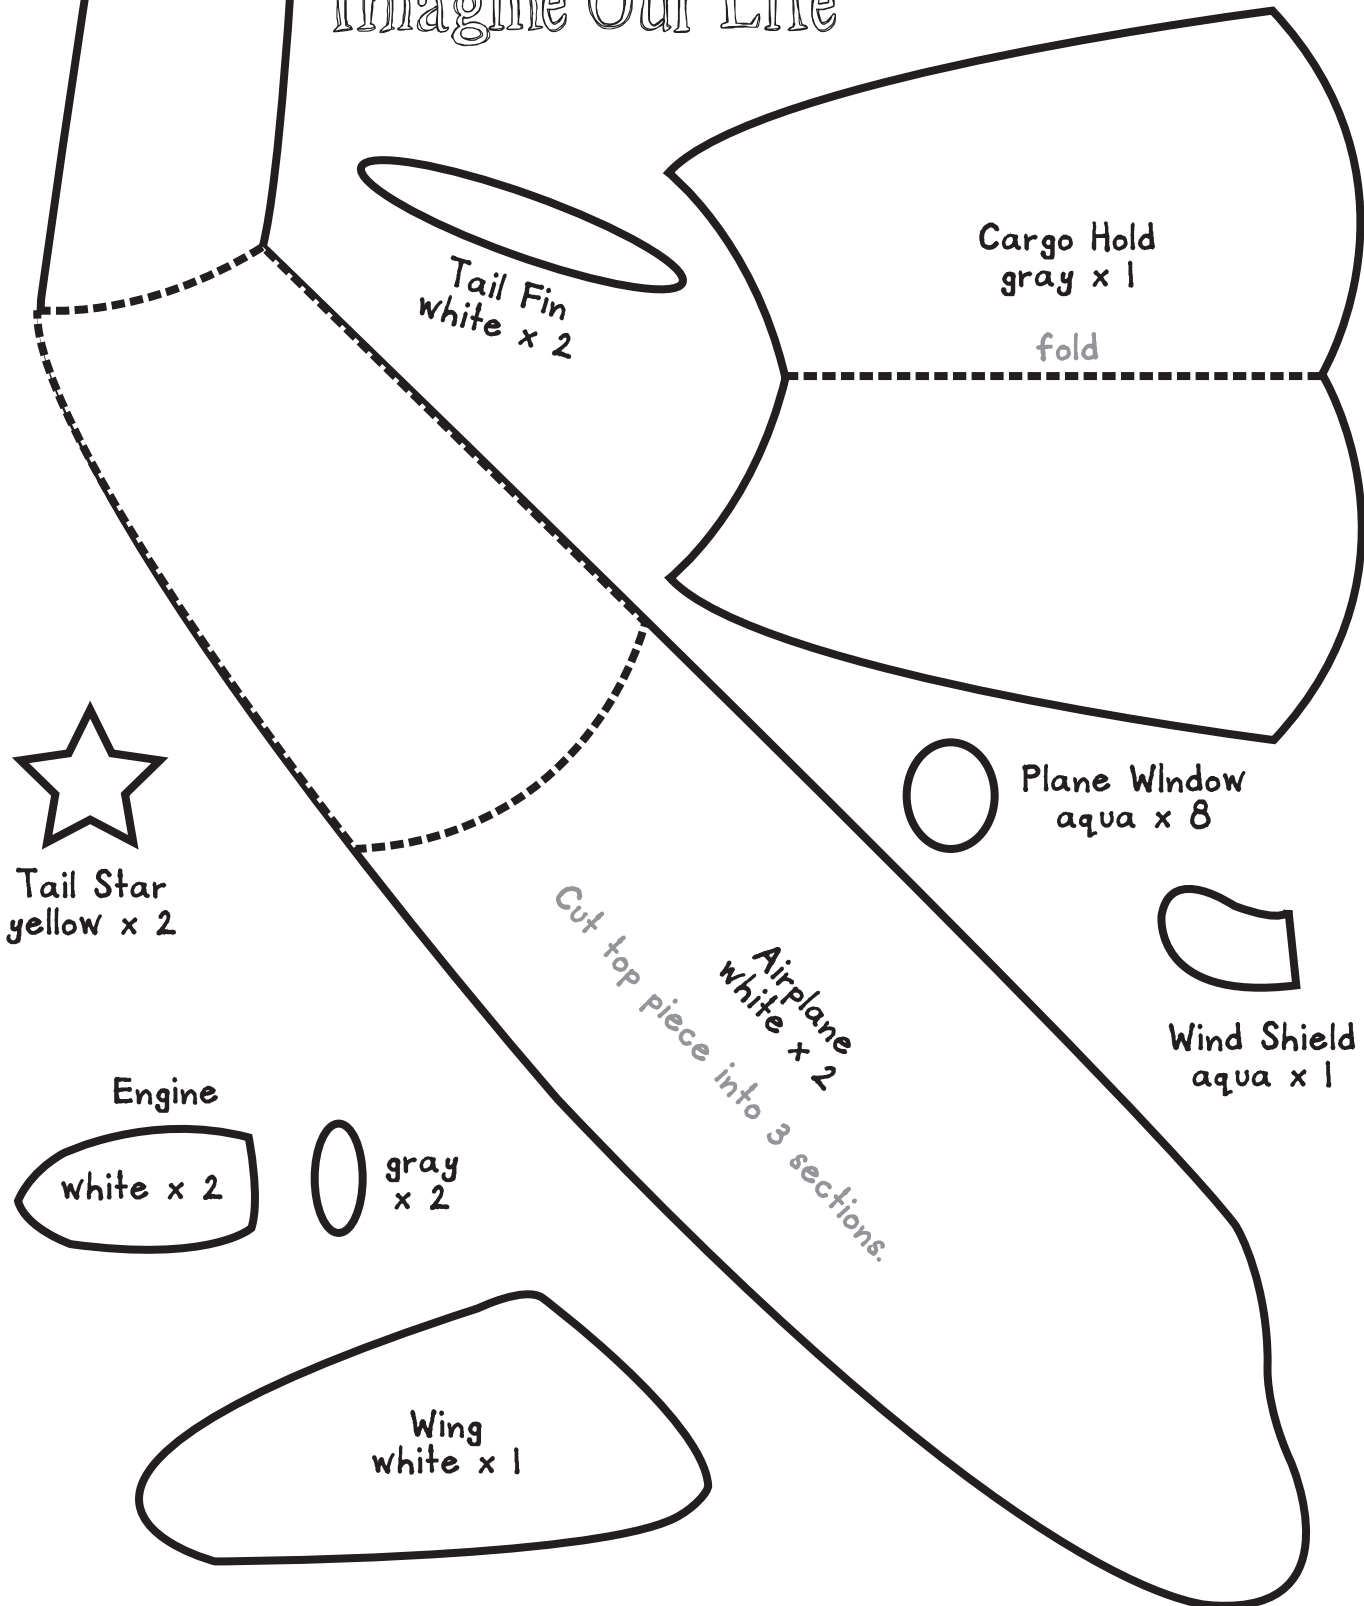 Imagine Our Life
Cargo Hold
gray x 1
fold
Tail Fin
white x 2
Plane WIndow
aqua x 8
Tail Star
yellow x 2
Airplane
white x 2
Cut top piece into 3 sections.
Wind Shield
aqua x 1
Engine
white x 2
gray
x 2
Wing
white x 1